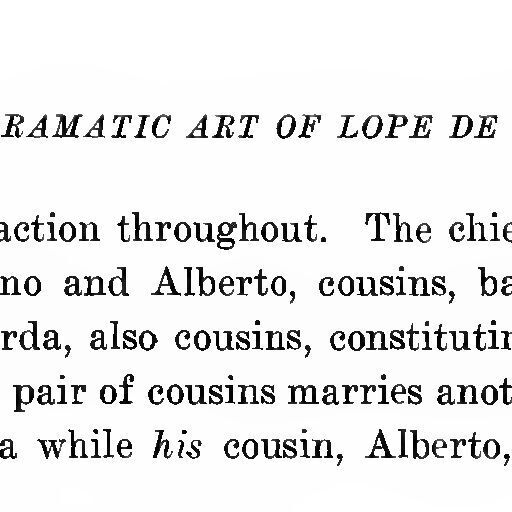 RAMATIC ART OF LOPE DE
action throughout. The chie
no and Alberto, cousins, ba
rda, also cousins, constitutin
pair of cousins marries anot
a while his cousin, Alberto,